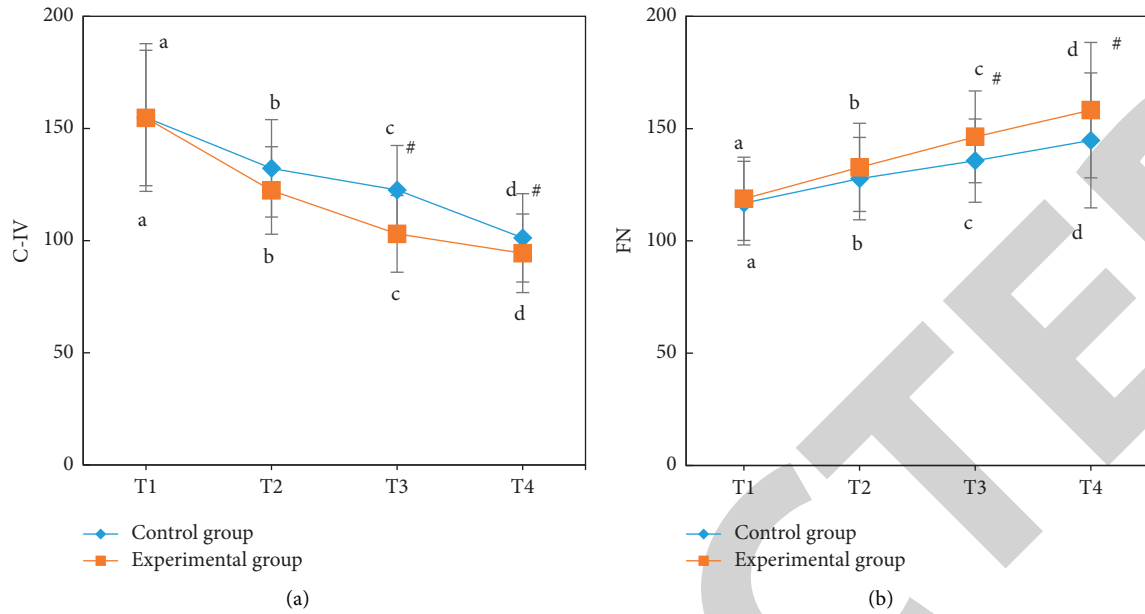 200
150
100
50
0
C-IV
a
a
b
b
c
#
c
d
#
d
T1
T2
T3
T4
Control group
Experimental group
(a)
200
150
100
50
0
FN
a
a
b
b
c
#
c
d
#
d
T1
T2
T3
T4
Control group
Experimental group
(b)
CTE